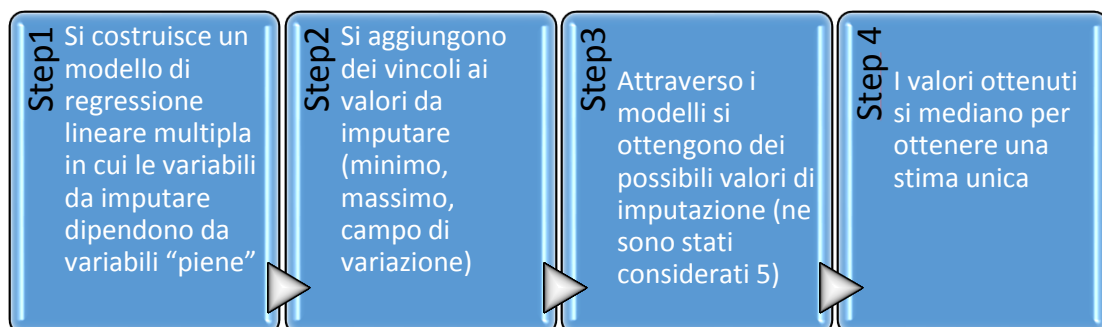 Step1
Si costruisce un
modello di
regressione
lineare multipla
in cui le variabili
da imputare
dipendono da
variabili “piene”
Step2
Si aggiungono
dei vincoli ai
valori da
imputare
(minimo,
massimo,
campo di
variazione)
Step3
Attraverso i
modelli si
ottengono dei
possibili valori di
imputazione (ne
sono stati
considerati 5)
Step 4
I valori ottenuti
si mediano per
ottenere una
stima unica